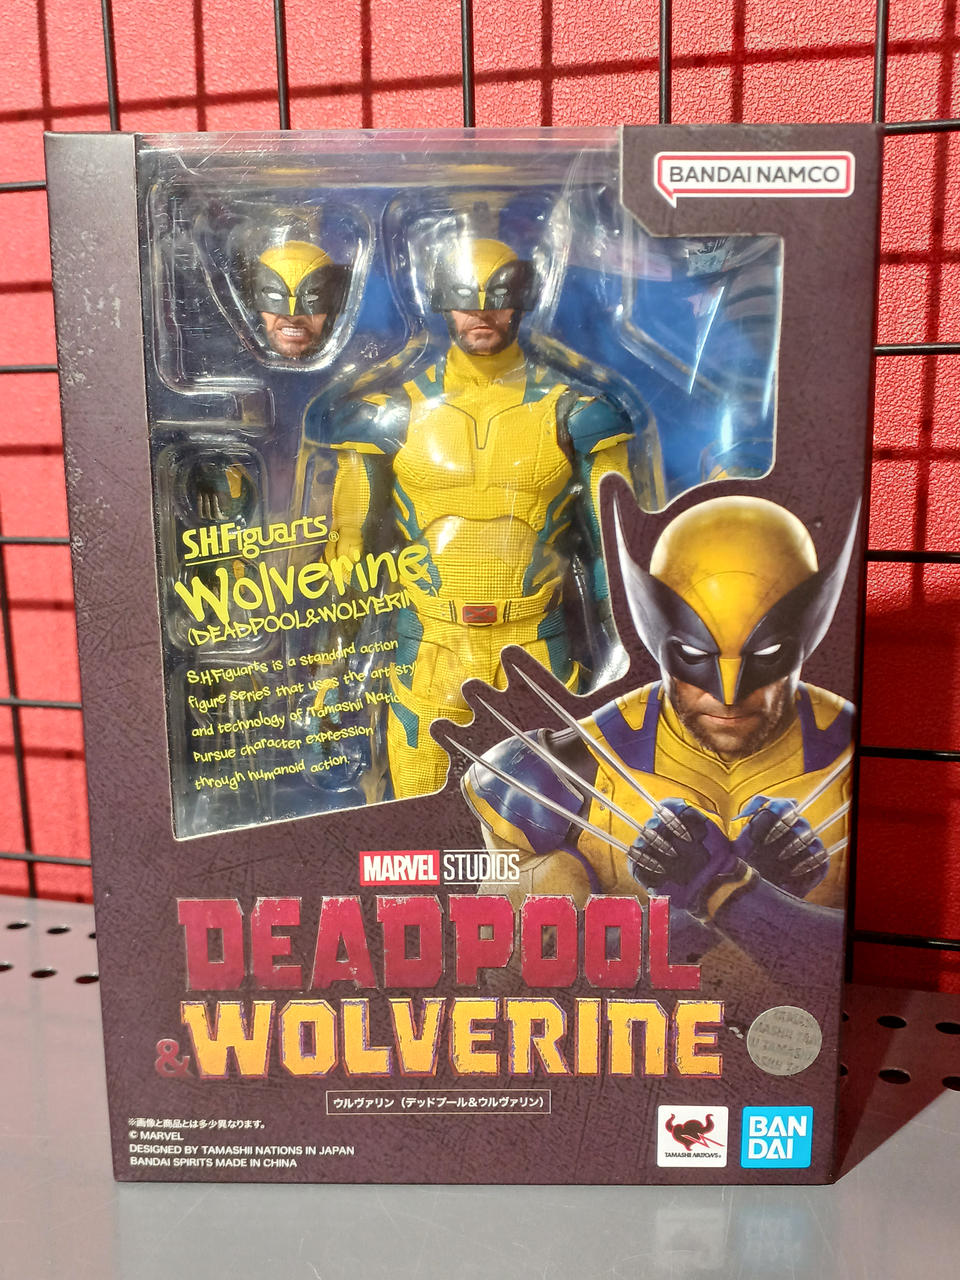 BANDAI NAMCO
S.H.Figuarts®
Wolverine
(DEADPOOL&WOLVERIN
S.H.Figuarts is a standard action
figure series that uses the artistry
and technology of Tamashii Natio
Pursue character expression
through humanoid action.
MARVEL STUDIOS
DEADPOOL
&WOLVERINE
ウルヴァリン（デッドプール&ウルヴァリン）
※画像と商品とは多少異なります。
© MARVEL
DESIGNED BY TAMASHII NATIONS IN JAPAN
BANDAI SPIRITS MADE IN CHINA
TAMASHII NATIONS®
BAN
DAI